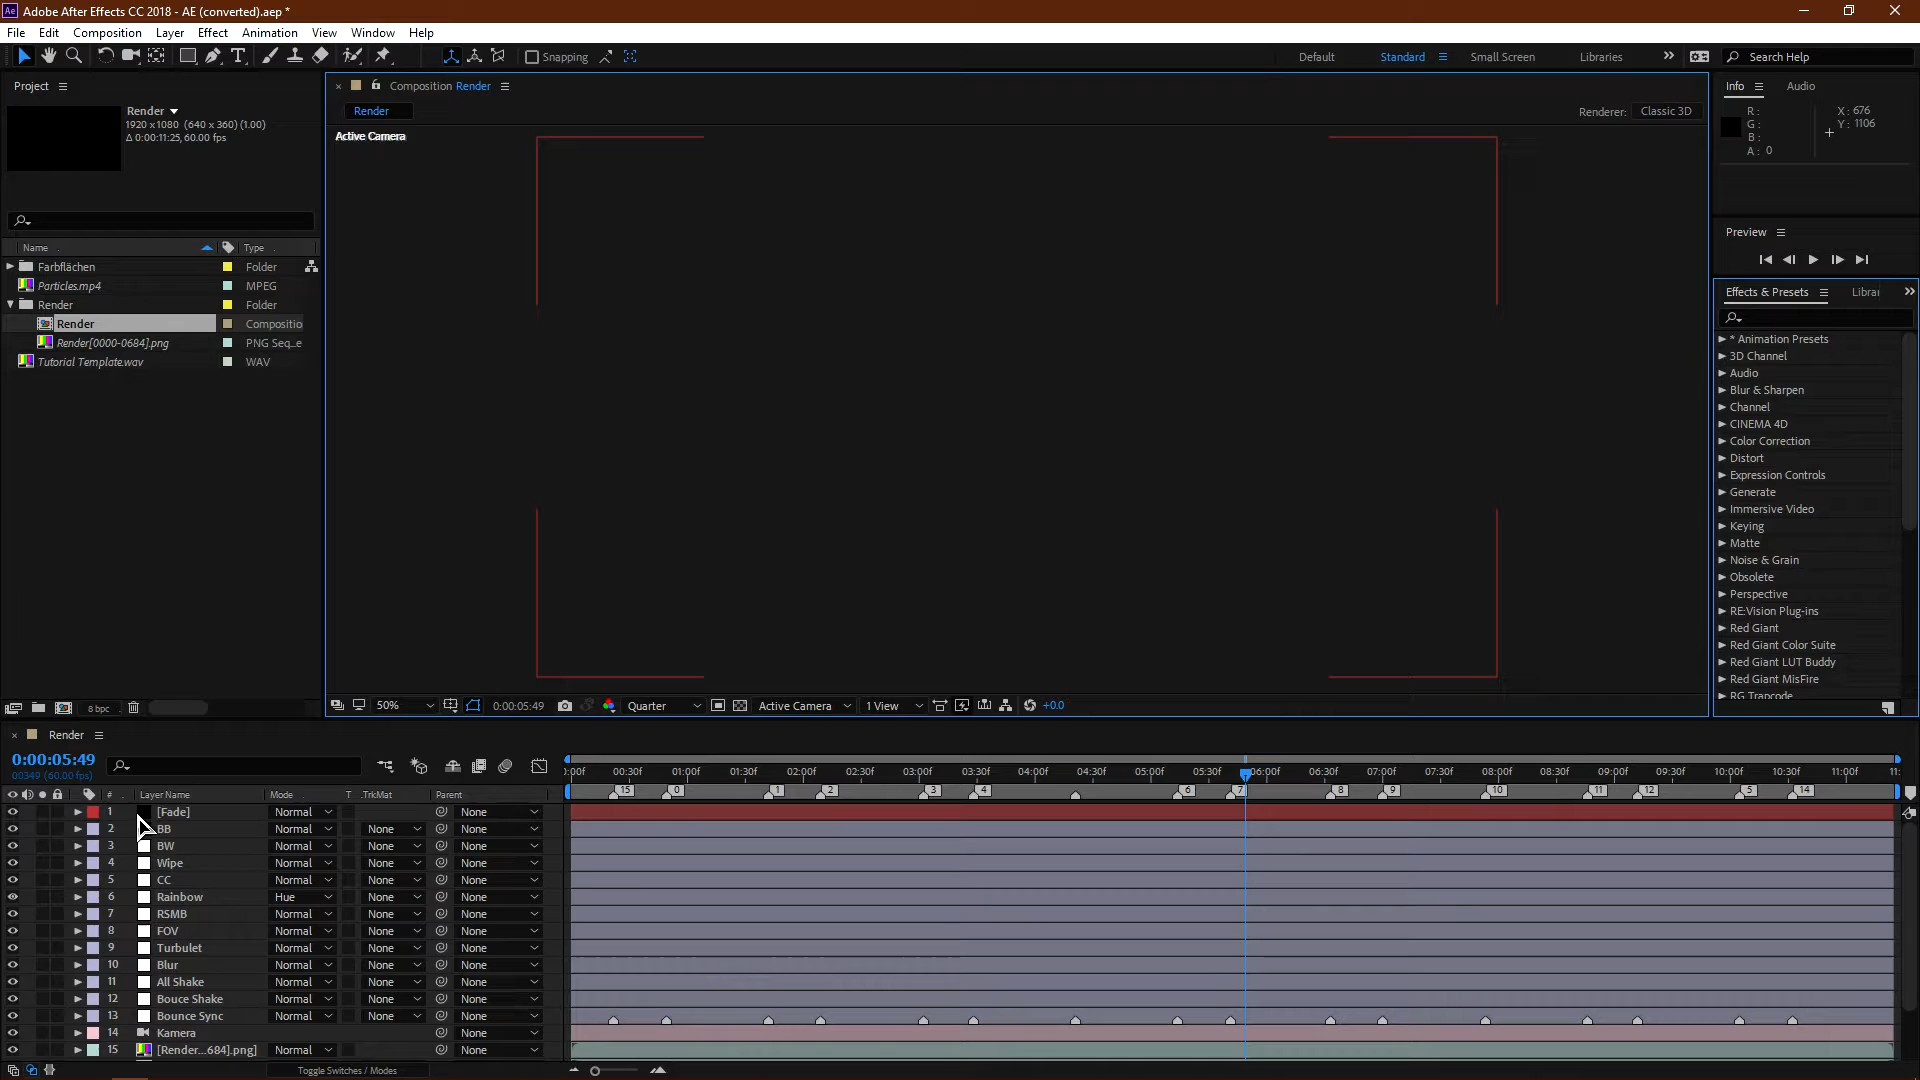 Adobe After Effects CC 2018 - AE (converted).aep *
File Edit Composition Layer Effect Animation View Window Help
Snapping Default Standard Small Screen Libraries Search Help
Project
Render
1920 x1080 (640 x 360) (1.00)
Δ 0:00:11:25, 60.00 fps
Name Type
Farbflächen Folder
Particles.mp4 MPEG
Render Folder
Render Compositio
Render[0000-0684].png PNG Seq...e
Tutorial Template.wav WAV
8 bpc
Composition Render
Render
Renderer: Classic 3D
Active Camera
50% 0:00:05:49 Quarter Active Camera 1 View +0.0
Info Audio
R:
G:
B:
A: 0
X: 676
Y: 1106
Preview
Effects & Presets Librar
* Animation Presets
3D Channel
Audio
Blur & Sharpen
Channel
CINEMA 4D
Color Correction
Distort
Expression Controls
Generate
Immersive Video
Keying
Matte
Noise & Grain
Obsolete
Perspective
RE:Vision Plug-ins
Red Giant
Red Giant Color Suite
Red Giant LUT Buddy
Red Giant MisFire
RG Trapcode
Render
0:00:05:49
00349 (60.00 fps)
:00f 00:30f 01:00f 01:30f 02:00f 02:30f 03:00f 03:30f 04:00f 04:30f 05:00f 05:30f 06:00f 06:30f 07:00f 07:30f 08:00f 08:30f 09:00f 09:30f 10:00f 10:30f 11:00f 11:
15 0 1 2 3 4 6 7 8 9 10 11 12 5 14
# Layer Name Mode T .TrkMat Parent
1 [Fade] Normal None
2 BB Normal None None
3 BW Normal None None
4 Wipe Normal None None
5 CC Normal None None
6 Rainbow Hue None None
7 RSMB Normal None None
8 FOV Normal None None
9 Turbulet Normal None None
10 Blur Normal None None
11 All Shake Normal None None
12 Bouce Shake Normal None None
13 Bounce Sync Normal None None
14 Kamera None
15 [Render...684].png] Normal None
Toggle Switches / Modes